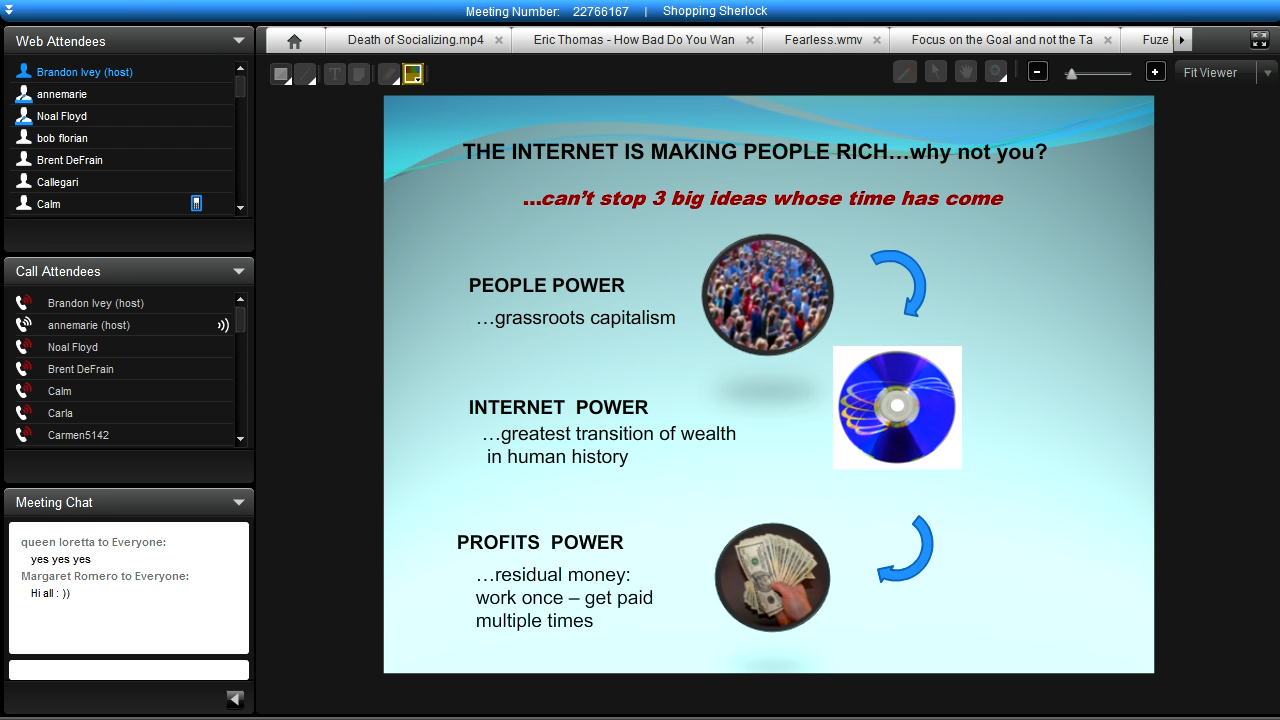 Meeting Number: 22766167 | Shopping Sherlock
Web Attendees
Brandon Ivey (host)
annemarie
Noal Floyd
bob florian
Brent DeFrain
Callegari
Calm
Call Attendees
Brandon Ivey (host)
annemarie (host)
Noal Floyd
Brent DeFrain
Calm
Carla
Carmen5142
Meeting Chat
queen loretta to Everyone:
yes yes yes
Margaret Romero to Everyone:
Hi all : ))
Death of Socializing.mp4
Eric Thomas - How Bad Do You Wan
Fearless.wmv
Focus on the Goal and not the Ta
Fuze
T
Fit Viewer
THE INTERNET IS MAKING PEOPLE RICH…why not you?
…can't stop 3 big ideas whose time has come
PEOPLE POWER
…grassroots capitalism
INTERNET POWER
…greatest transition of wealth
in human history
PROFITS POWER
…residual money:
work once – get paid
multiple times